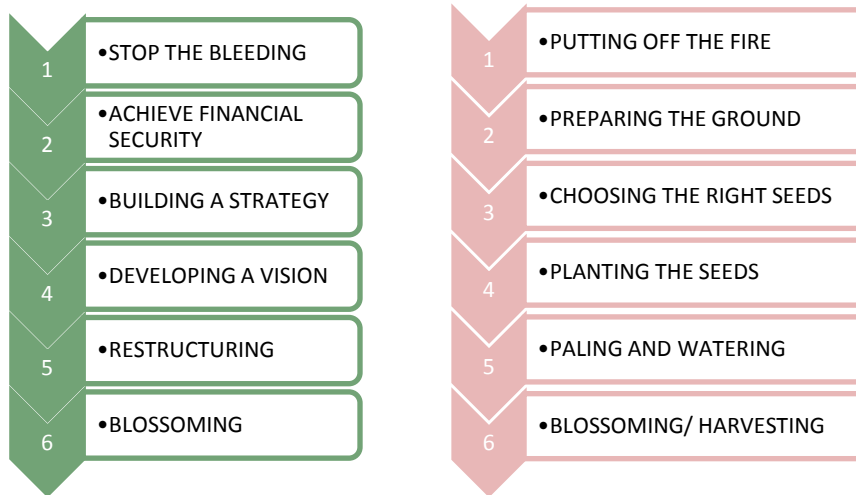 1
•STOP THE BLEEDING
2
•ACHIEVE FINANCIAL
SECURITY
3
•BUILDING A STRATEGY
4
•DEVELOPING A VISION
5
•RESTRUCTURING
6
•BLOSSOMING
1
•PUTTING OFF THE FIRE
2
•PREPARING THE GROUND
3
•CHOOSING THE RIGHT SEEDS
4
•PLANTING THE SEEDS
5
•PALING AND WATERING
6
•BLOSSOMING/ HARVESTING